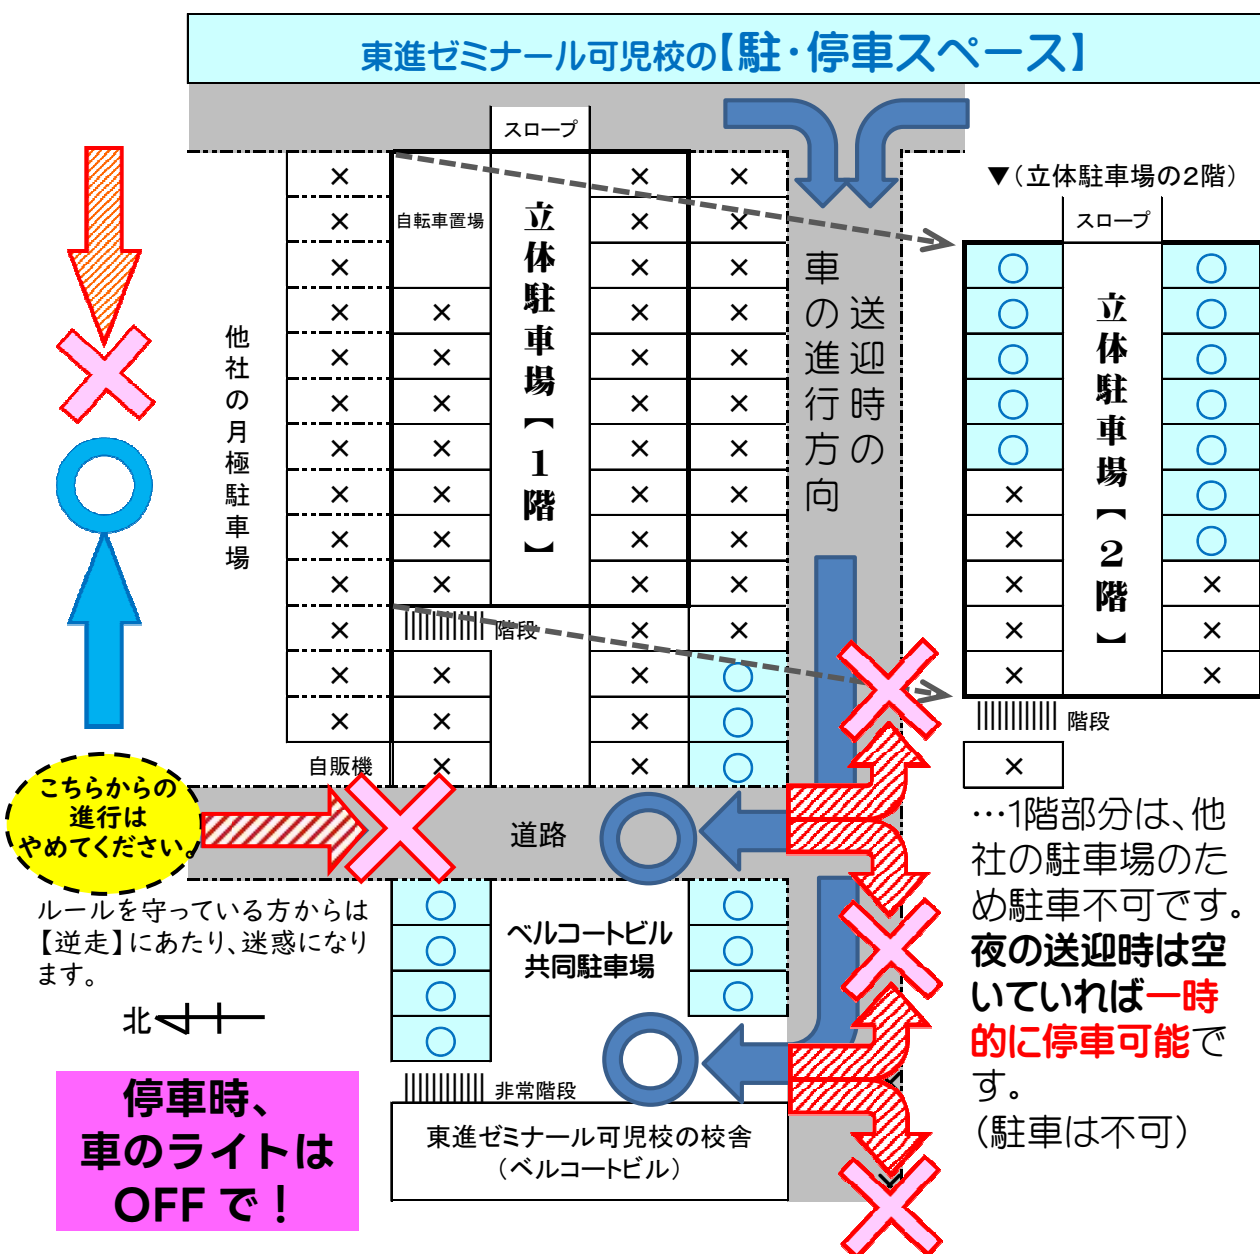 東進ゼミナール可児校の【駐・停車スペース】
スロープ
▼(立体駐車場の2階)
スロープ
自転車置場
立体駐車場【1階】
送迎時の
車の進行方向
他社の月極駐車場
立体駐車場【2階】
階段
階段
自販機
こちらからの
進行は
やめてください。
道路
…1階部分は、他
社の駐車場のた
め駐車不可です。
夜の送迎時は空
いていれば一時
的に停車可能で
す。
(駐車は不可)
ルールを守っている方からは
【逆走】にあたり、迷惑になり
ます。
ベルコートビル
共同駐車場
北
停車時、
車のライトは
OFFで!
非常階段
東進ゼミナール可児校の校舎
(ベルコートビル)